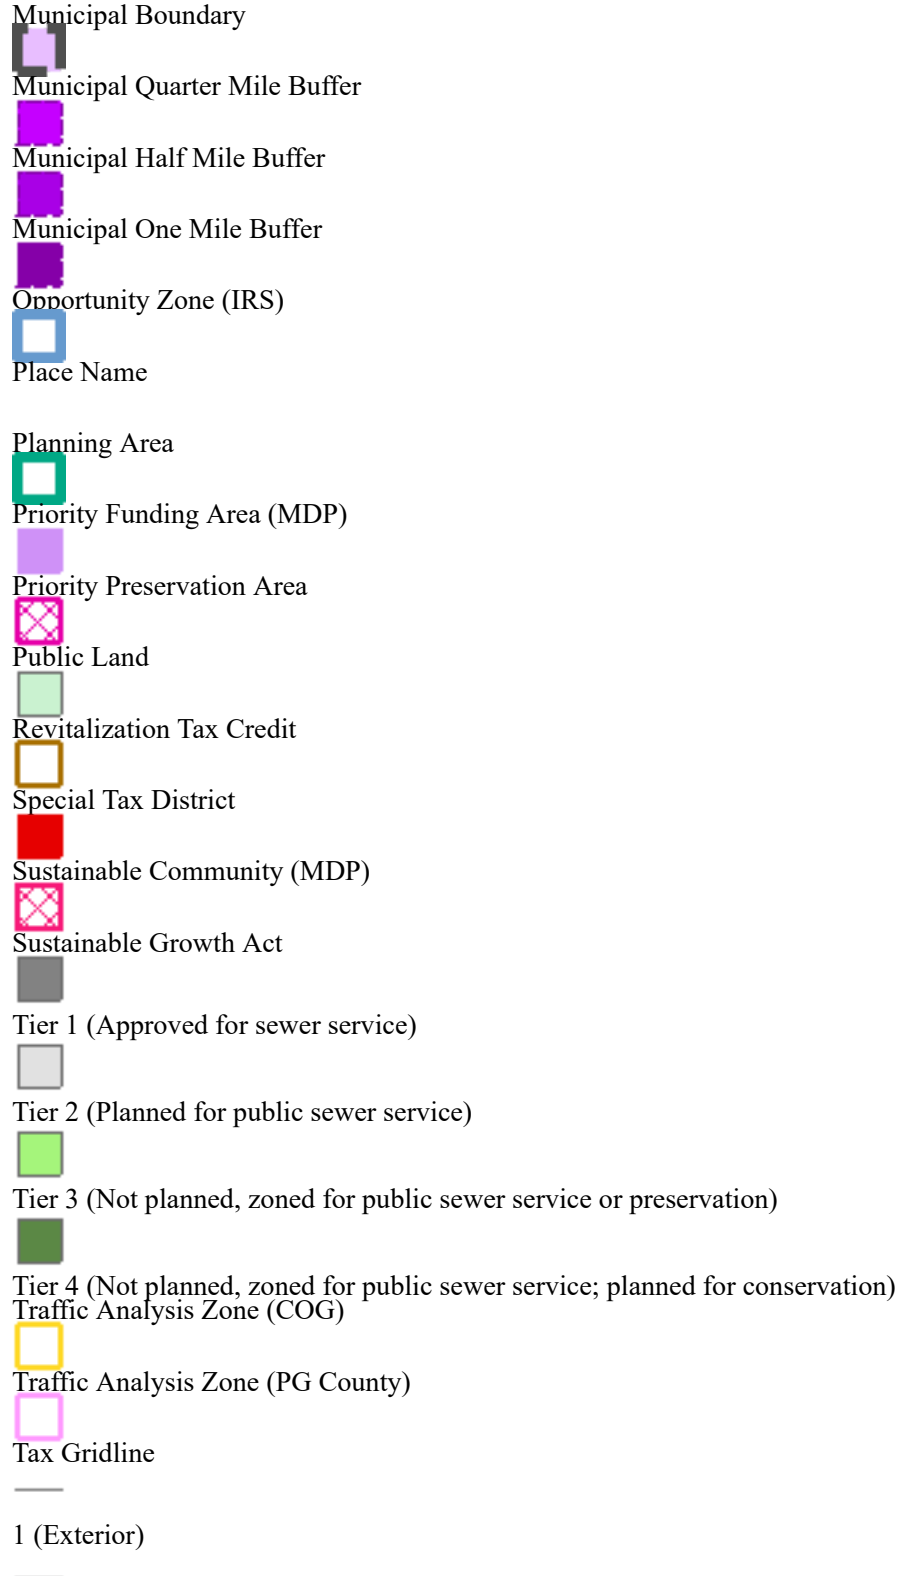 Municipal Boundary
Municipal Quarter Mile Buffer
Municipal Half Mile Buffer
Municipal One Mile Buffer
Opportunity Zone (IRS)
Place Name
Planning Area
Priority Funding Area (MDP)
Priority Preservation Area
Public Land
Revitalization Tax Credit
Special Tax District
Sustainable Community (MDP)
Sustainable Growth Act
Tier 1 (Approved for sewer service)
Tier 2 (Planned for public sewer service)
Tier 3 (Not planned, zoned for public sewer service or preservation)
Tier 4 (Not planned, zoned for public sewer service; planned for conservation)
Traffic Analysis Zone (COG)
Traffic Analysis Zone (PG County)
Tax Gridline
1 (Exterior)